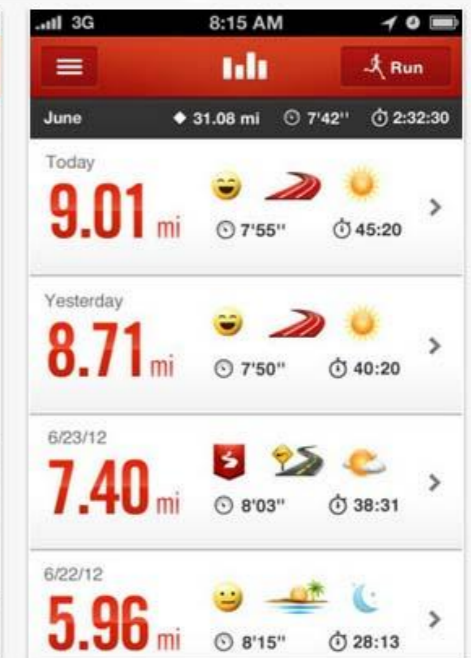 3G 8:15 AM
Run
June 31.08 mi 7'42'' 2:32:30
Today
9.01 mi 7'55'' 45:20
Yesterday
8.71 mi 7'50" 40:20
6/23/12
7.40 mi 8'03" 38:31
6/22/12
5.96 mi 8'15" 28:13